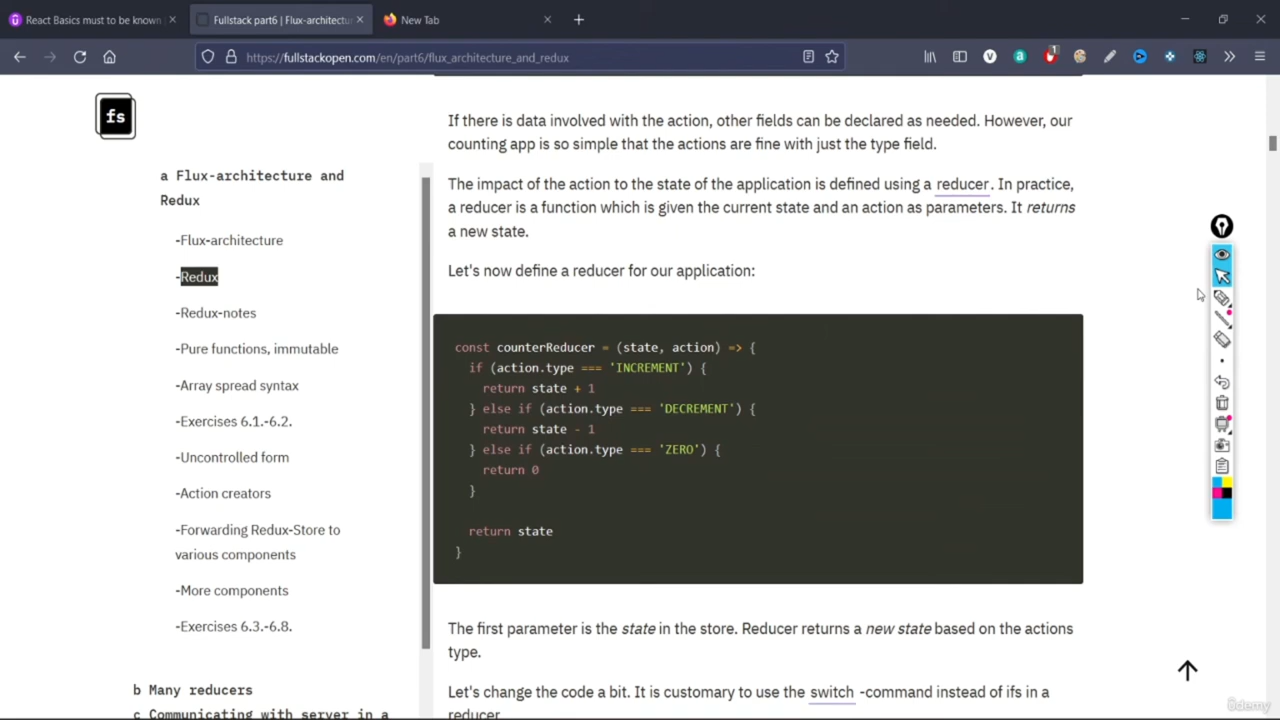 React Basics must to be known
Fullstack part6 | Flux-architectu
New Tab
https://fullstackopen.com/en/part6/flux_architecture_and_redux
1
fs
a Flux-architecture and
Redux
-Flux-architecture
-Redux
-Redux-notes
-Pure functions, immutable
-Array spread syntax
-Exercises 6.1.-6.2.
-Uncontrolled form
-Action creators
-Forwarding Redux-Store to
various components
-More components
-Exercises 6.3.-6.8.
b Many reducers
c Communicating with server in a
If there is data involved with the action, other fields can be declared as needed. However, our
counting app is so simple that the actions are fine with just the type field.
The impact of the action to the state of the application is defined using a reducer. In practice,
a reducer is a function which is given the current state and an action as parameters. It returns
a new state.
Let's now define a reducer for our application:
const counterReducer = (state, action) => {
if (action.type === 'INCREMENT') {
return state + 1
} else if (action.type === 'DECREMENT') {
return state - 1
} else if (action.type === 'ZERO') {
return 0
}
return state
}
The first parameter is the state in the store. Reducer returns a new state based on the actions
type.
Let's change the code a bit. It is customary to use the switch -command instead of ifs in a
reducer.
ûdemy